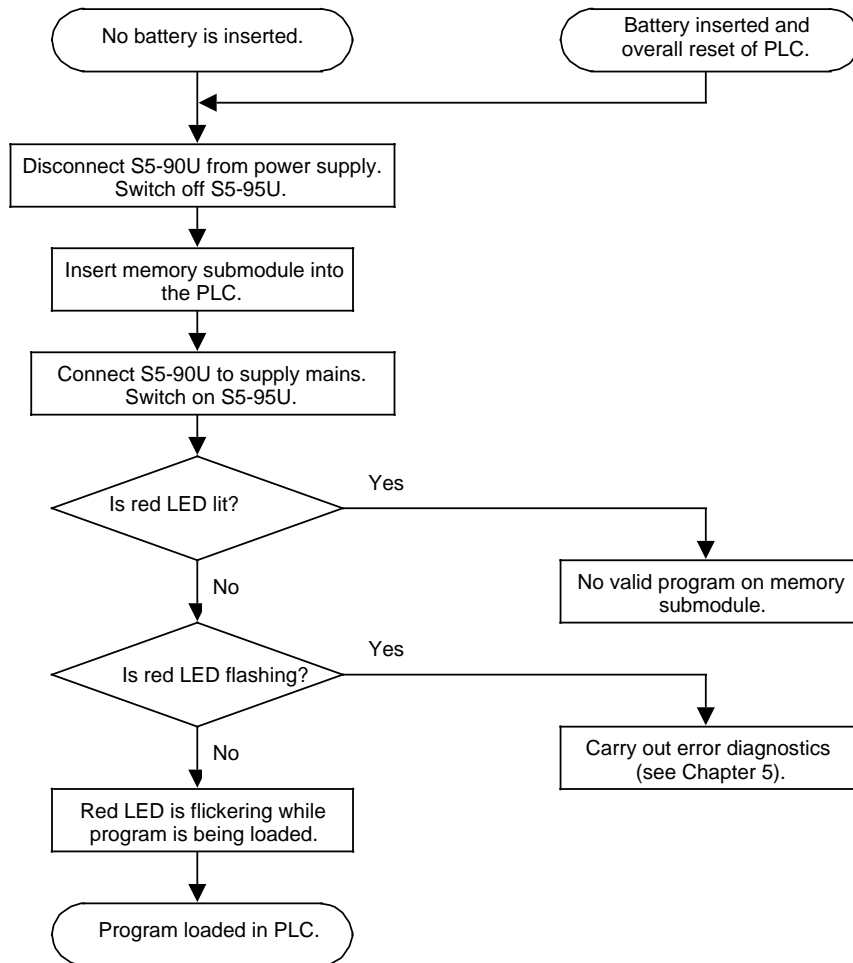 No battery is inserted.
Battery inserted and
overall reset of PLC.
Disconnect S5-90U from power supply.
Switch off S5-95U.
Insert memory submodule into
the PLC.
Connect S5-90U to supply mains.
Switch on S5-95U.
Is red LED lit?
Yes
No
No valid program on memory
submodule.
Is red LED flashing?
Yes
No
Carry out error diagnostics
(see Chapter 5).
Red LED is flickering while
program is being loaded.
Program loaded in PLC.